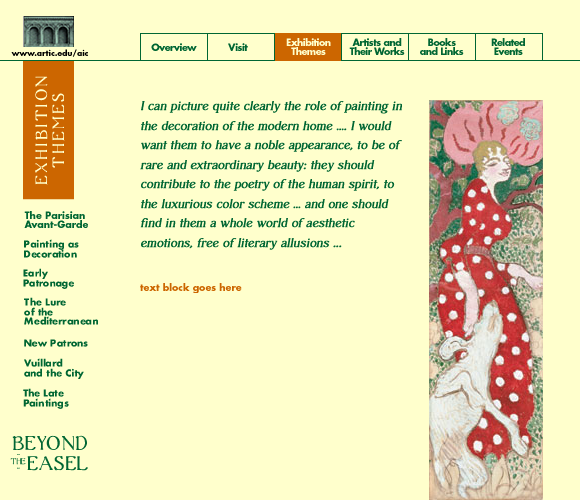 www.artic.edu/aic
Overview
Visit
Exhibition
Themes
Artists and
Their Works
Books
and Links
Related
Events
EXHIBITION
THEMES
The Parisian
Avant-Garde
Painting as
Decoration
Early
Patronage
The Lure
of the
Mediterranean
New Patrons
Vuillard
and the City
The Late
Paintings
BEYOND
THE EASEL
I can picture quite clearly the role of painting in
the decoration of the modern home .... I would
want them to have a noble appearance, to be of
rare and extraordinary beauty: they should
contribute to the poetry of the human spirit, to
the luxurious color scheme ... and one should
find in them a whole world of aesthetic
emotions, free of literary allusions ...
text block goes here